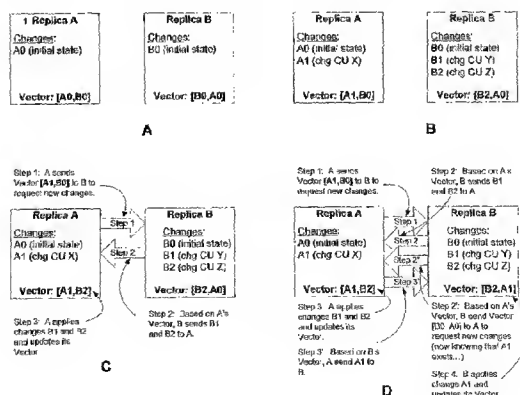 1 Replica A
Changes:
A0 (initial state)
Vector: [A0,B0]
Replica B
Changes:
B0 (initial state)
Vector: [B0,A0]
A
Replica A
Changes:
A0 (initial state)
A1 (chg CU X)
Vector: [A1,B0]
Replica B
Changes:
B0 (initial state)
B1 (chg CU Y)
B2 (chg CU Z)
Vector: [B2,A0]
B
Step 1: A sends
Vector [A1,B0] to B to
request new changes.
Replica A
Changes:
A0 (initial state)
A1 (chg CU X)
Vector: [A1,B2]
Step 1
Step 2
Replica B
Changes:
B0 (initial state)
B1 (chg CU Y)
B2 (chg CU Z)
Vector: [B2,A0]
Step 3: A applies
changes B1 and B2
and updates its
Vector
Step 2: Based on A's
Vector, B sends B1
and B2 to A.
C
Step 1: A sends
Vector [A1,B0] to B to
request new changes.
Step 2: Based on A's
Vector, B sends B1
and B2 to A.
Replica A
Changes:
A0 (initial state)
A1 (chg CU X)
Vector: [A1,B2]
Step 1
Step 2
Step 2'
Step 3'
Replica B
Changes:
B0 (initial state)
B1 (chg CU Y)
B2 (chg CU Z)
Vector: [B2,A1]
Step 3: A applies
changes B1 and B2
and updates its
Vector.
Step 3': Based on B's
Vector, A send A1 to
B.
Step 2': Based on A's
Vector, B send Vector
to A to
request new changes
(now knowing that A1
exists...)
Step 4: B applies
change A1 and
updates its Vector
D